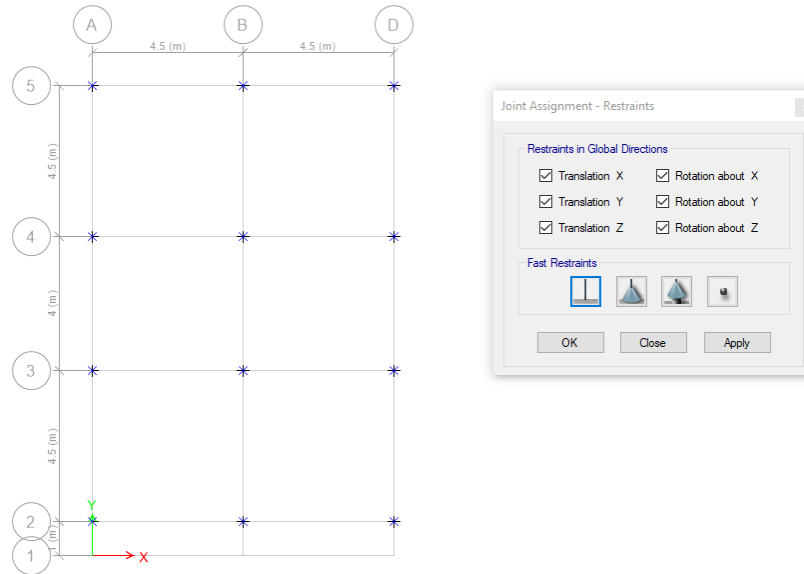 A B D
4.5 (m) 4.5 (m)
5
4.5 (m)
4
4 (m)
3
4.5 (m)
2
1 (m)
1
Y
X
Joint Assignment - Restraints
Restraints in Global Directions
Translation X Rotation about X
Translation Y Rotation about Y
Translation Z Rotation about Z
Fast Restraints
OK Close Apply